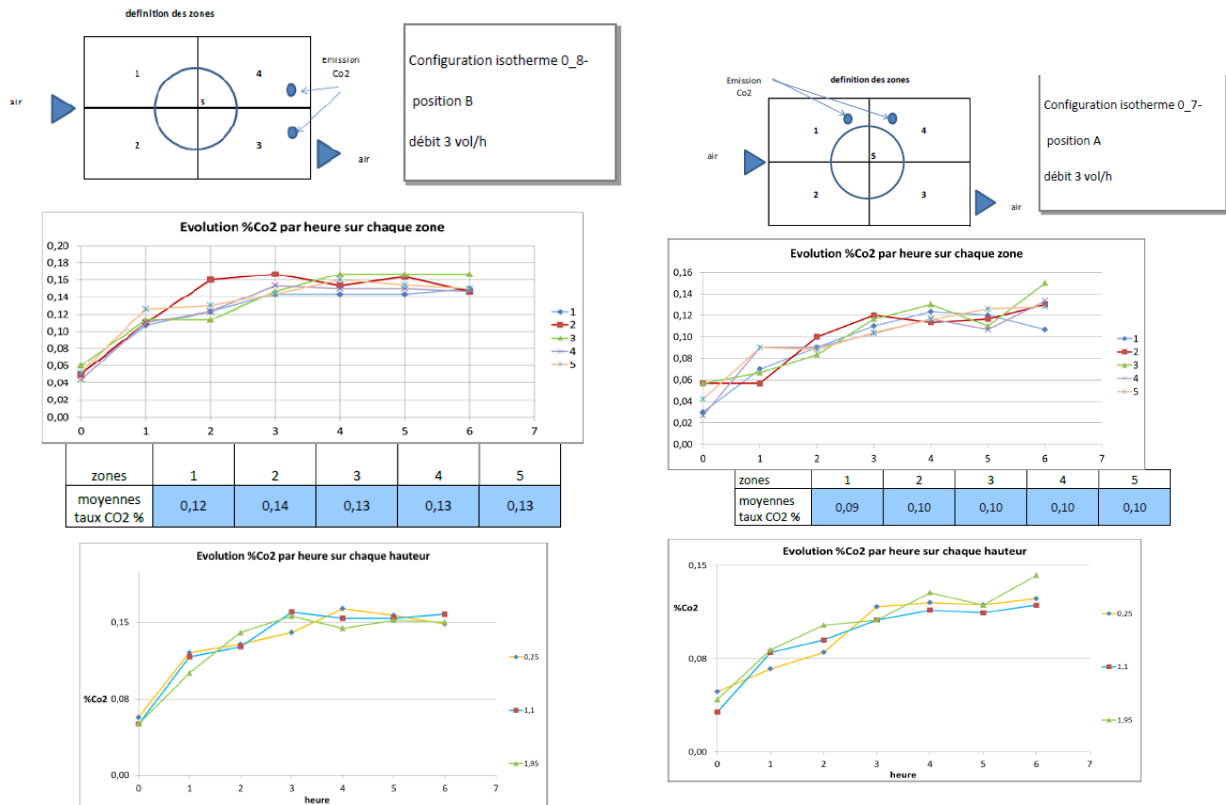 definition des zones
1
4
Emission
Co2
air
5
2
3
air
Configuration isotherme 0_8-
position B
débit 3 vol/h
Evolution %Co2 par heure sur chaque zone
0,20
0,18
0,16
0,14
0,12
0,10
0,08
0,06
0,04
0,02
0,00
0 1 2 3 4 5 6 7
1
2
3
4
5
zones 1 2 3 4 5
moyennes
taux CO2 % 0,12 0,14 0,13 0,13 0,13
Evolution %Co2 par heure sur chaque hauteur
0,15
%Co2 0,08
0,00
0 1 2 3 4 5 6 7
heure
0,25
1,1
1,95
Emission
Co2
definition des zones
1
4
air
5
2
3
air
Configuration isotherme 0_7-
position A
débit 3 vol/h
Evolution %Co2 par heure sur chaque zone
0,16
0,14
0,12
0,10
0,08
0,06
0,04
0,02
0,00
0 1 2 3 4 5 6 7
1
2
3
4
5
zones 1 2 3 4 5
moyennes
taux CO2 % 0,09 0,10 0,10 0,10 0,10
Evolution %Co2 par heure sur chaque hauteur
0,15
%Co2
0,08
0,00
0 1 2 3 4 5 6 7
heure
0,25
1,1
1,95